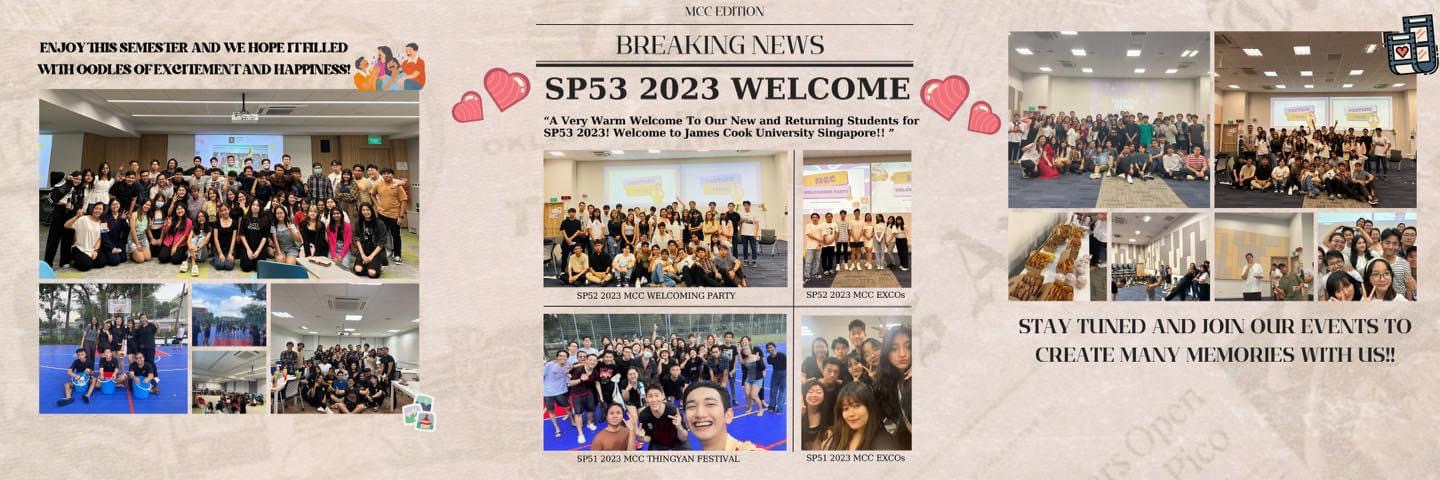 ENJOY THIS SEMESTER AND WE HOPE IT FILLED
WITH OODLES OF EXCITEMENT AND HAPPINESS!
MCC EDITION
BREAKING NEWS
SP53 2023 WELCOME
“A Very Warm Welcome To Our New and Returning Students for
SP53 2023! Welcome to James Cook University Singapore!! ”
MCC
SP52 2023 MCC WELCOMING PARTY
SP52 2023 MCC EXCOs
SP51 2023 MCC THINGYAN FESTIVAL
SP51 2023 MCC EXCOs
STAY TUNED AND JOIN OUR EVENTS TO
CREATE MANY MEMORIES WITH US!!
Open
Pico